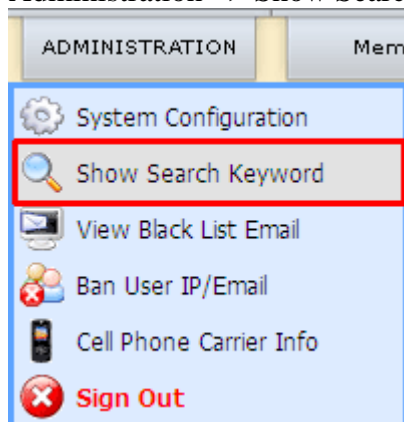 ADMINISTRATION Mem
System Configuration
Show Search Keyword
View Black List Email
Ban User IP/Email
Cell Phone Carrier Info
Sign Out